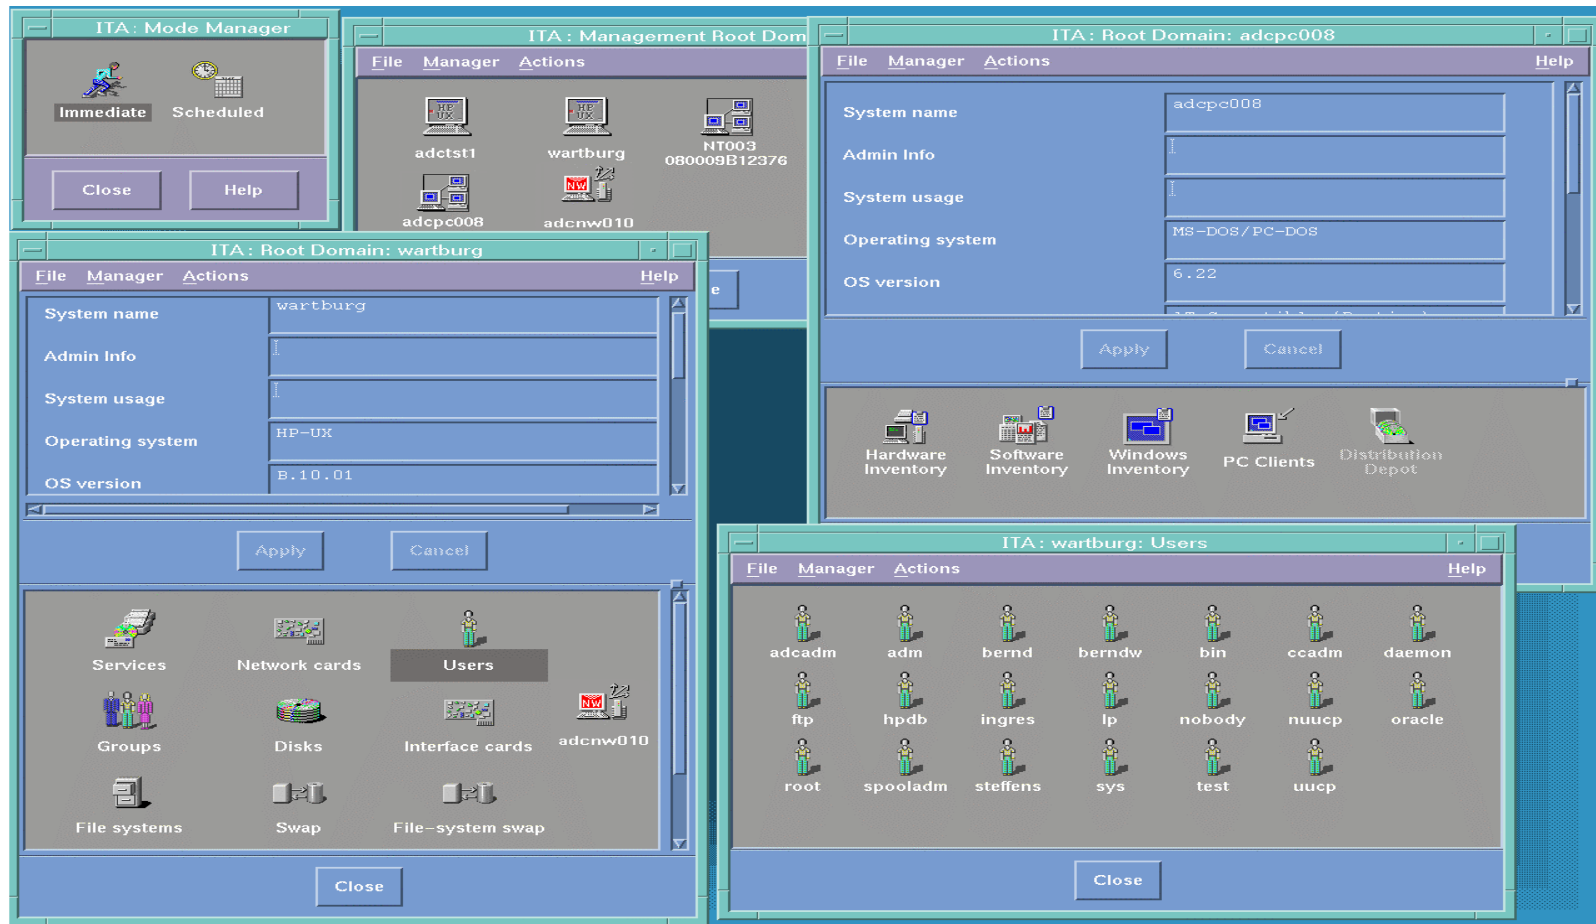 ITA: Mode Manager
Immediate
Scheduled
Close
Help
ITA: Management Root Dom
File Manager Actions
HP
UX
HP
UX
adctst1
wartburg
NT003
080009B12376
NW
adcpc008
adcnw010
e
ITA: Root Domain: adcpc008
File Manager Actions Help
System name adcpc008
Admin Info
System usage
Operating system MS-DOS/PC-DOS
OS version 6.22
Apply Cancel
Hardware
Inventory
Software
Inventory
Windows
Inventory
PC Clients
Distribution
Depot
ITA: Root Domain: wartburg
File Manager Actions Help
System name wartburg
Admin Info
System usage
Operating system HP-UX
OS version B.10.01
Apply Cancel
Services Network cards Users
NW
Groups Disks Interface cards adcnw010
File systems Swap File-system swap
Close
ITA: wartburg: Users
File Manager Actions Help
adcadm adm bernd berndw bin ccadm daemon
ftp hpdb ingres lp nobody nuucp oracle
root spooladm steffens sys test uucp
Close